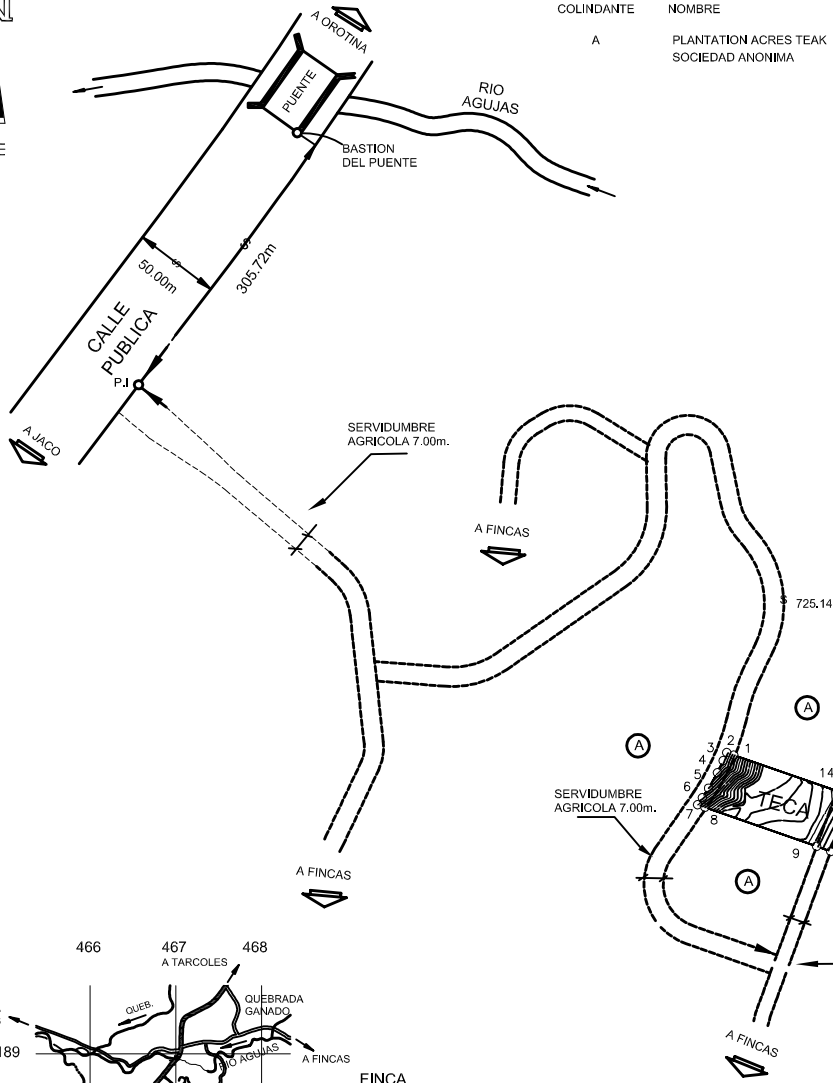 COLINDANTE NOMBRE
A PLANTATION ACRES TEAK
SOCIEDAD ANONIMA
A OROTINA
PUENTE
RIO
AGUJAS
BASTION
DEL PUENTE
50.00m
305.72m
CALLE
PUBLICA
P.I
A JACO
SERVIDUMBRE
AGRICOLA 7.00m.
A FINCAS
725.14
A
A
3 2 1
4
5
6
7 8
14
TECA
9
SERVIDUMBRE
AGRICOLA 7.00m.
A
A FINCAS
A FINCAS
466 467 468
A TARCOLES
QUEB.
QUEBRADA
GANADO
RIO AGUJAS
A FINCAS
189
FINCA